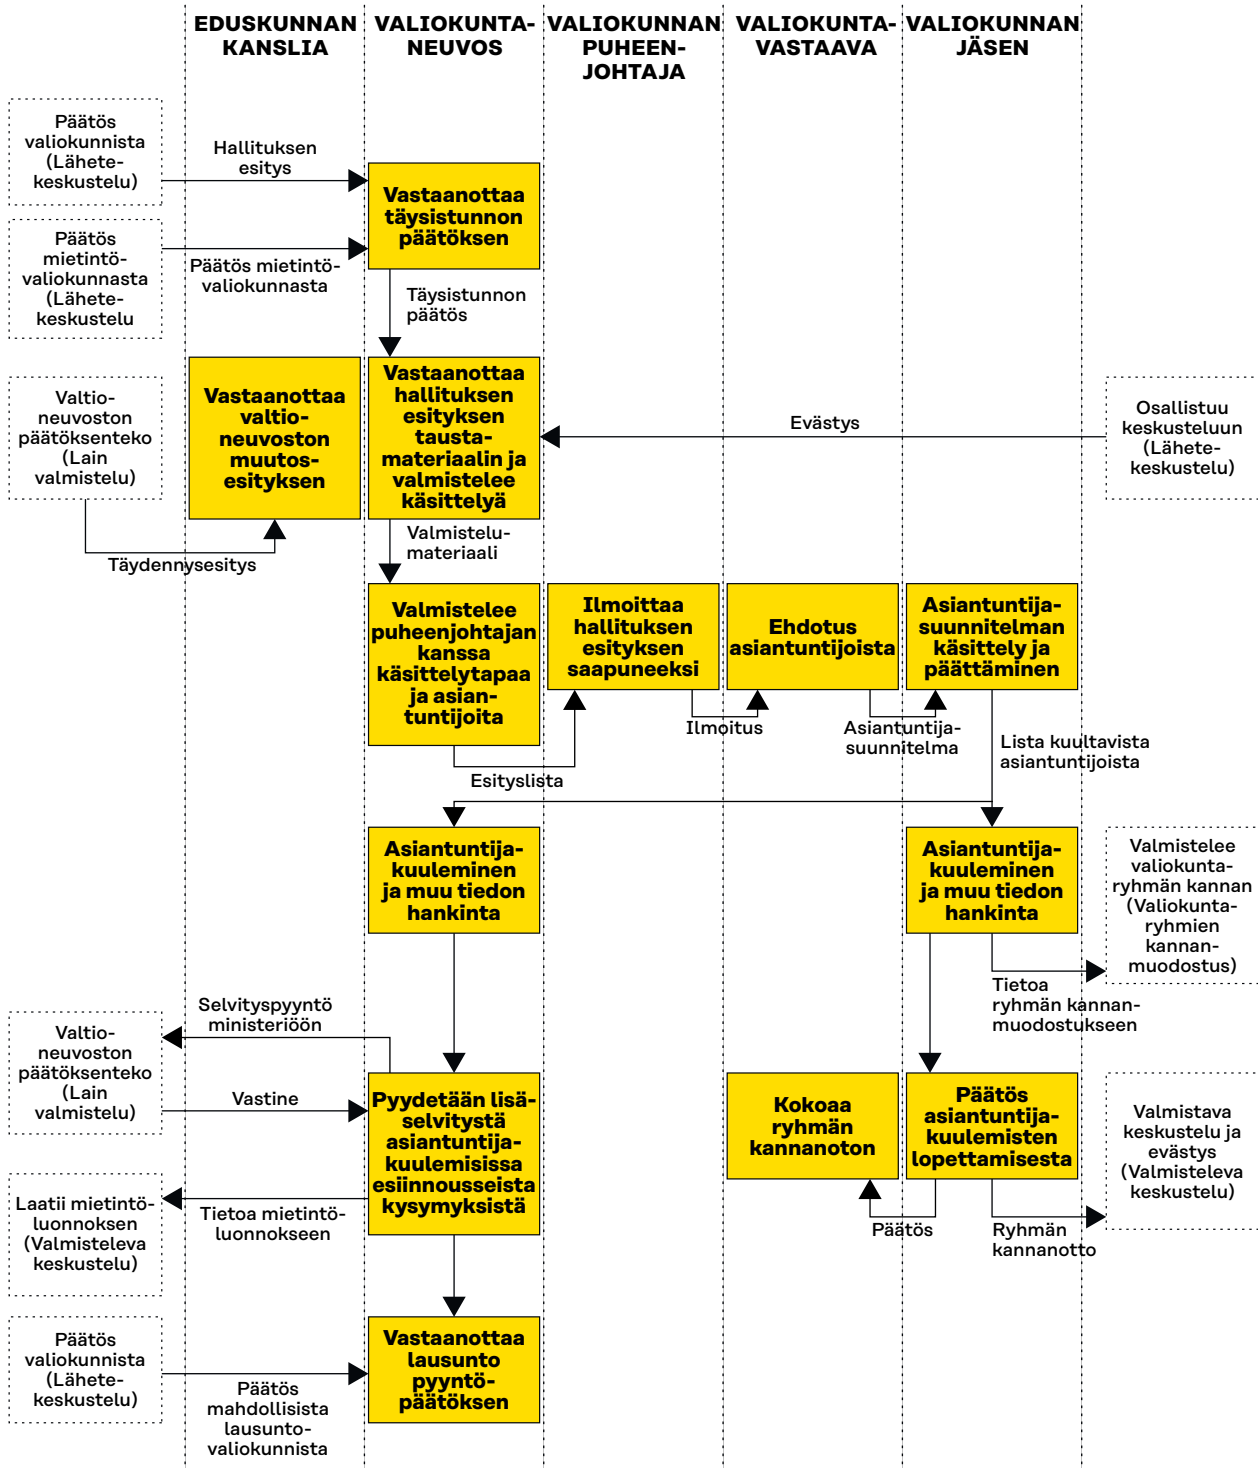 EDUSKUNNAN
KANSLIA
VALIOKUNTA-
NEUVOS
VALIOKUNNAN
PUHEEN-
JOHTAJA
VALIOKUNTA-
VASTAAVA
VALIOKUNNAN
JÄSEN
Päätös
valiokunnista
(Lähete-
keskustelu)
Hallituksen
esitys
Vastaanottaa
täysistunnon
päätöksen
Päätös
mietintö-
valiokunnasta
(Lähete-
keskustelu
Päätös mietintö-
valiokunnasta
Täysistunnon
päätös
Valtio-
neuvoston
päätöksenteko
(Lain
valmistelu)
Vastaanottaa
valtio-
neuvoston
muutos-
esityksen
Vastaanottaa
hallituksen
esityksen
tausta-
materiaalin ja
valmistelee
käsittelyä
Evästys
Osallistuu
keskusteluun
(Lähete-
keskustelu)
Täydennysesitys
Valmistelu-
materiaali
Valmistelee
puheenjohtajan
kanssa
käsittelytapaa
ja asian-
tuntijoita
Ilmoittaa
hallituksen
esityksen
saapuneeksi
Ehdotus
asiantuntijoista
Asiantuntija-
suunnitelman
käsittely ja
päättäminen
Esityslista
Ilmoitus
Asiantuntija-
suunnitelma
Lista kuultavista
asiantuntijoista
Asiantuntija-
kuuleminen
ja muu tiedon
hankinta
Asiantuntija-
kuuleminen
ja muu tiedon
hankinta
Valmistelee
valiokunta-
ryhmän kannan
(Valiokunta-
ryhmien
kannan-
muodostus)
Tietoa
ryhmän kannan-
muodostukseen
Selvityspyyntö
ministeriöön
Valtio-
neuvoston
päätöksenteko
(Lain
valmistelu)
Vastine
Pyydetään lisä-
selvitystä
asiantuntija-
kuulemisissa
esiinnousseista
kysymyksistä
Kokoaa
ryhmän
kannanoton
Päätös
asiantuntija-
kuulemisten
lopettamisesta
Valmistava
keskustelu ja
evästys
(Valmisteleva
keskustelu)
Laatii mietintö-
luonnoksen
(Valmisteleva
keskustelu)
Tietoa mietintö-
luonnokseen
Päätös
Ryhmän
kannanotto
Päätös
valiokunnista
(Lähete-
keskustelu)
Päätös
mahdollisista
lausunto-
valiokunnista
Vastaanottaa
lausunto
pyyntö-
päätöksen